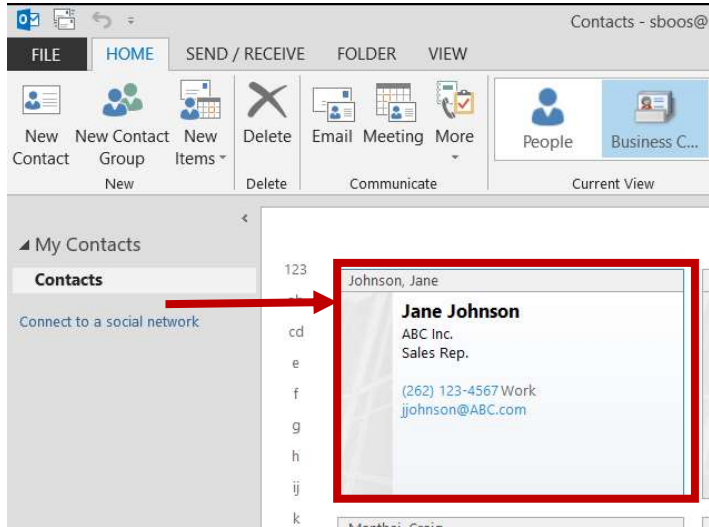 Contacts - sboos@
FILE HOME SEND / RECEIVE FOLDER VIEW
New Contact
New Contact Group
New Items
Delete
Email
Meeting
More
People
Business C...
New
Delete
Communicate
Current View
My Contacts
Contacts
Connect to a social network
123
cd
e
f
g
h
ij
k
Johnson, Jane
Jane Johnson
ABC Inc.
Sales Rep.
(262) 123-4567 Work
jjohnson@ABC.com